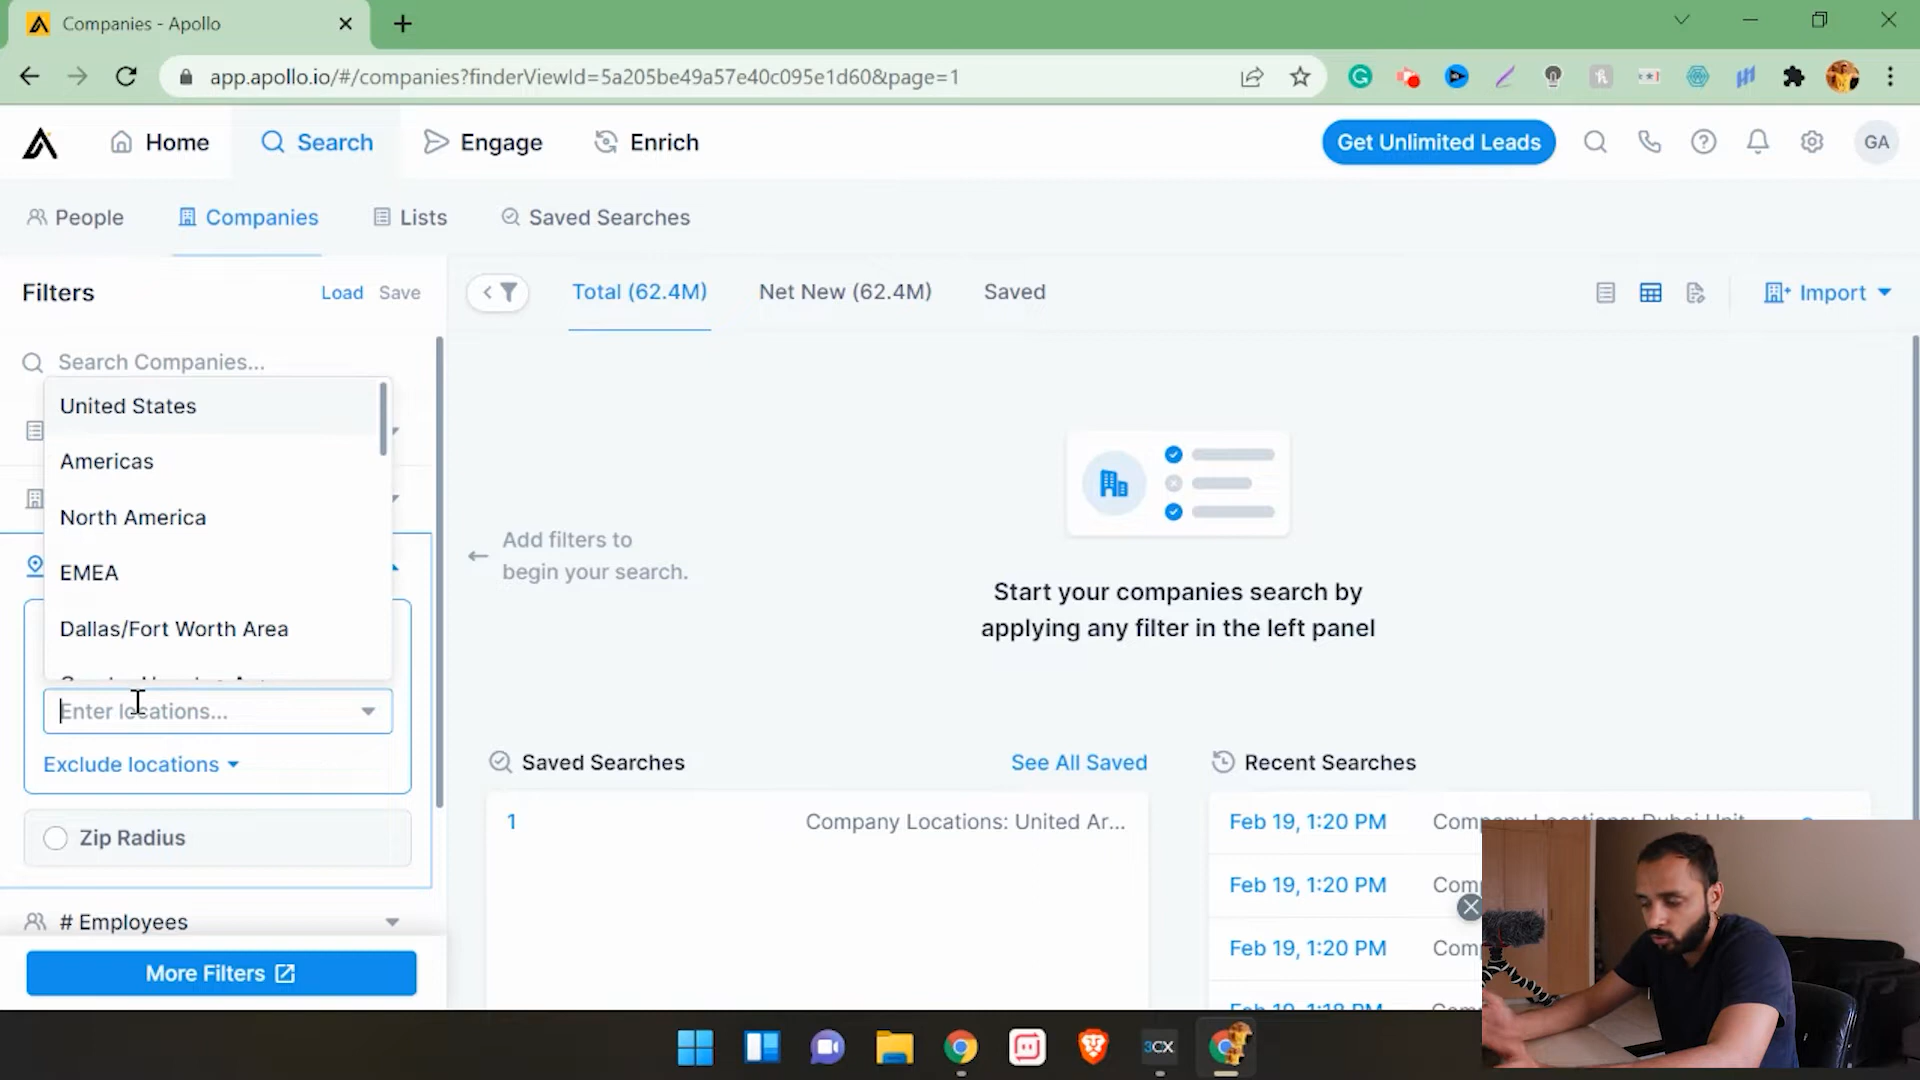 Companies - Apollo
app.apollo.io/#/companies?finderViewId=5a205be49a57e40c095e1d60&page=1
Home
Search
Engage
Enrich
Get Unlimited Leads
GA
People
Companies
Lists
Saved Searches
Filters
Load
Save
Total (62.4M)
Net New (62.4M)
Saved
Import
Search Companies...
United States
Americas
North America
EMEA
Dallas/Fort Worth Area
Enter locations...
Exclude locations
Zip Radius
# Employees
More Filters
Add filters to
begin your search.
Start your companies search by
applying any filter in the left panel
Saved Searches
See All Saved
1
Company Locations: United Ar...
Recent Searches
Feb 19, 1:20 PM
Feb 19, 1:20 PM
Feb 19, 1:20 PM
3CX